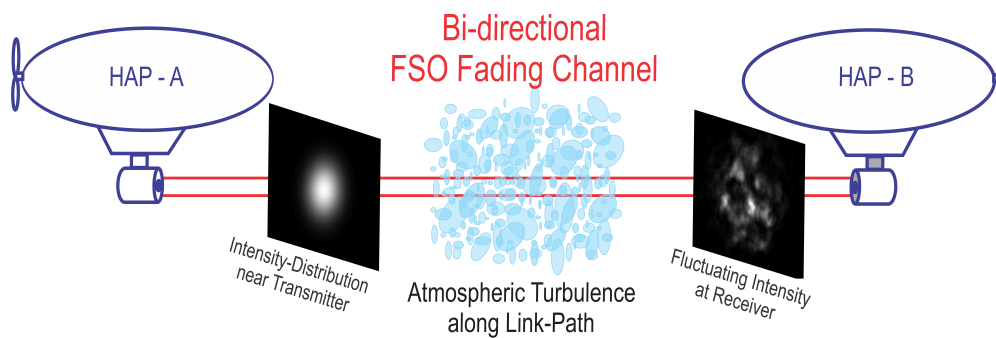 Bi-directional
FSO Fading Channel
HAP - A
HAP - B
Intensity-Distribution
near Transmitter
Atmospheric Turbulence
along Link-Path
Fluctuating Intensity
at Receiver